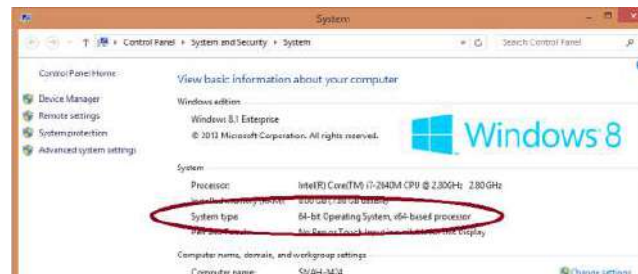 System
Control Panel ▸ System and Security ▸ System
Search Control Panel
Control Panel Home
Device Manager
Remote settings
System protection
Advanced system settings
View basic information about your computer
Windows edition
Windows 8.1 Enterprise
© 2013 Microsoft Corporation. All rights reserved.
Windows 8
System
Processor: Intel(R) Core(TM) i7-2640M CPU @ 2.80GHz 2.80 GHz
System type 64-bit Operating System, x64-based processor
Computer name, domain, and workgroup settings
Computer name:
Change settings